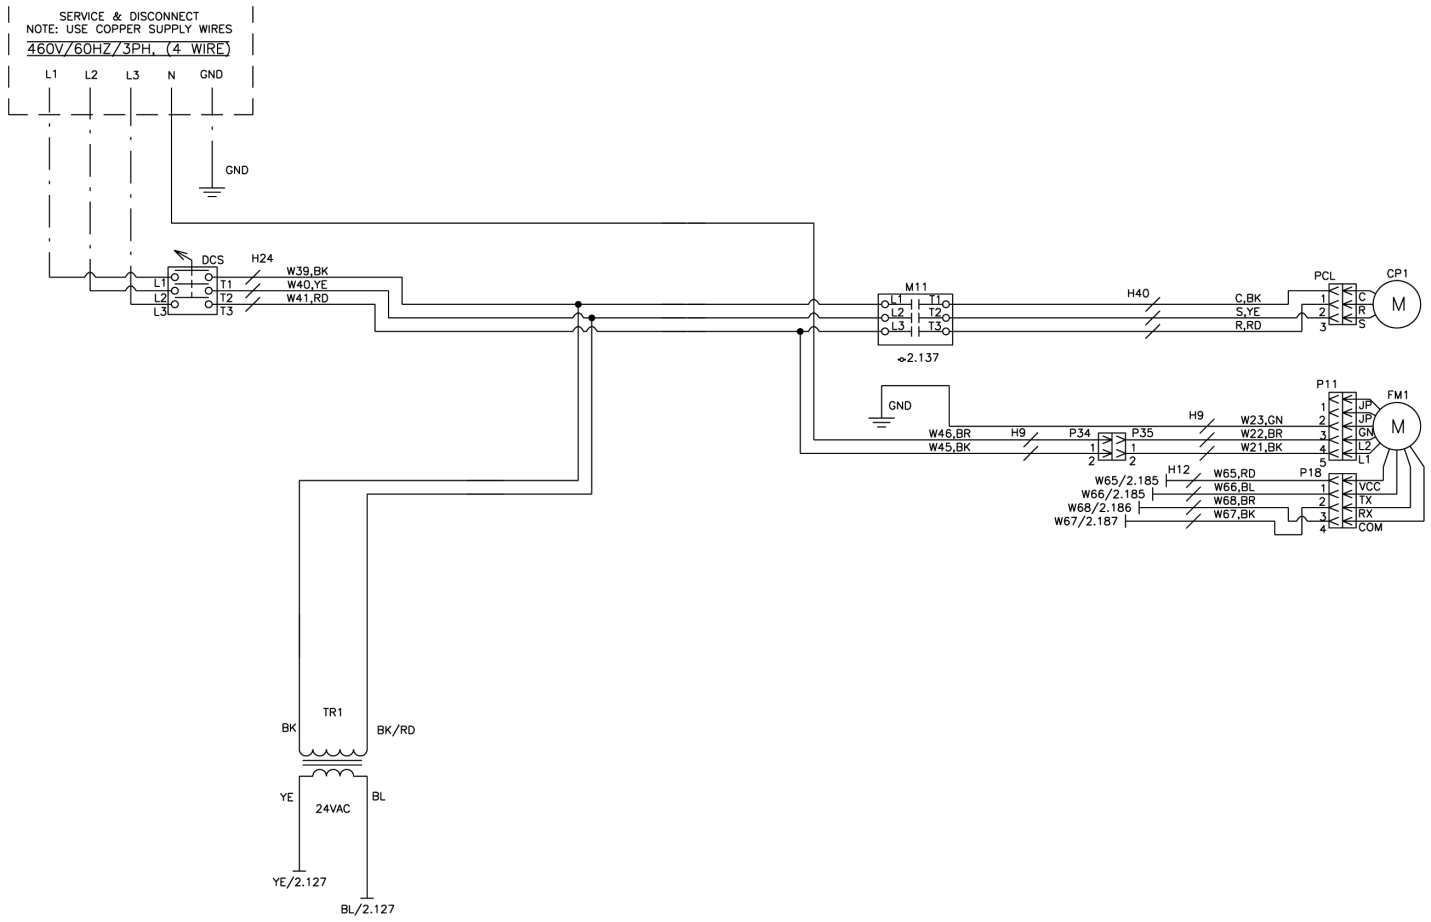 SERVICE & DISCONNECT
NOTE: USE COPPER SUPPLY WIRES
460V/60HZ/3PH, (4 WIRE)
L1 L2 L3 N GND
GND
DCS H24
L1 T1 W39,BK
L2 T2 W40,YE
L3 T3 W41,RD
M11
L1 T1
L2 T2
L3 T3
2.137
H40
C,BK
S,YE
R,RD
PCL CP1
1 C
2 R
3 S
M
GND
P11 FM1
1 JP
2 JP
3 GN
4 L2
5 L1
M
H9 W23,GN
W46,BR H9 P34 P35 W22,BR
W45,BK 1 1 W21,BK
2 2
H12 P18
W65/2.185 W65,RD
W66/2.185 W66,BL 1 VCC
W68/2.186 W68,BR 2 TX
W67/2.187 W67,BK 3 RX
4 COM
TR1
BK BK/RD
YE BL
24VAC
YE/2.127
BL/2.127